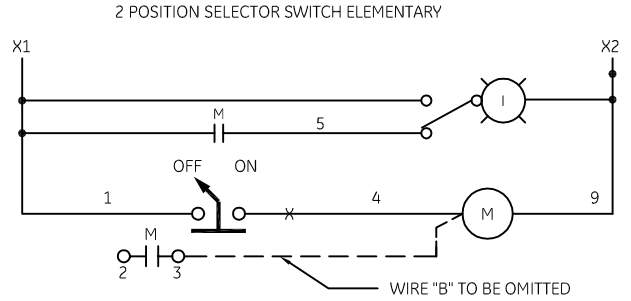 2 POSITION SELECTOR SWITCH ELEMENTARY
X1 X2
I
M
5
OFF ON
1 X 4 M 9
M
2 3
WIRE "B" TO BE OMITTED